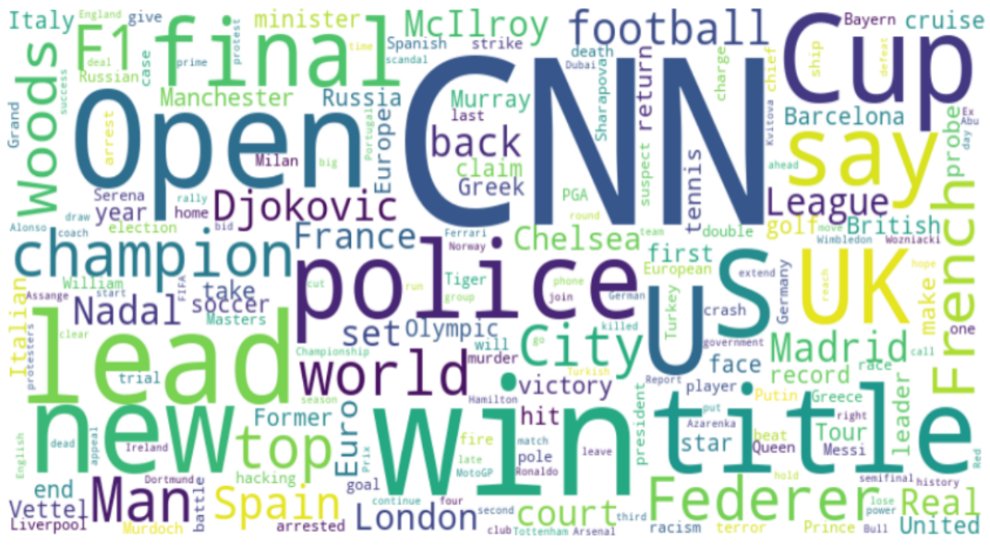 Italy
England
give
minister
McIlroy
football
Cup
Bayern
cruise
F1
final
Spanish
strike
death
Dubai
CNN
Woods
deal
prime
protest
time
scandal
case
Russian
success
Grand
Manchester
Russia
Europe
Portugal
Murray
last
Sharapova
return
charge
chief
ship
defeat
Kvitova
Barcelona
Ex
Abu
day
probe
Open
arrest
Milan
big
back
claim
Greek
PGA
suspect
tennis
ahead
say
Serena
year
rally
home
Djokovic
League
golf
move
British
French
Alonso
draw
coach
election
bid
France
Ferrari
Norway
Chelsea
round
team
double
first
European
Wimbledon
Wozniacki
champion
William
Assange
start
FIFA
take
soccer
Masters
Nadal
police
cut
run
Tiger
group
phone
join
German
US
Turkey
extend
crash
Germany
UK
reach
hope
make
one
Italian
protesters
clear
lead
trial
set
Olympic
will
go
killed
City
government
Madrid
record
race
call
face
Championship
world
murder
Turkish
victory
season
Hamilton
Report
player
Putin
Greece
leader
new
top
Former
Euro
win
hit
president
put
Azarenka
star
title
beat
Queen
right
Tour
Messi
English
dead
appeal
Ireland
hacking
fire
late
match
pole
MotoGP
Ronaldo
leave
goal
Prix
semifinal
history
Red
end
Vettel
Liverpool
Man
Dortmund
Murdoch
battle
Spain
arrested
London
continue
four
second
club
Tottenham
Arsenal
court
third
Federer
racism
terror
hold
Prince
lose
power
Bull
Real
United